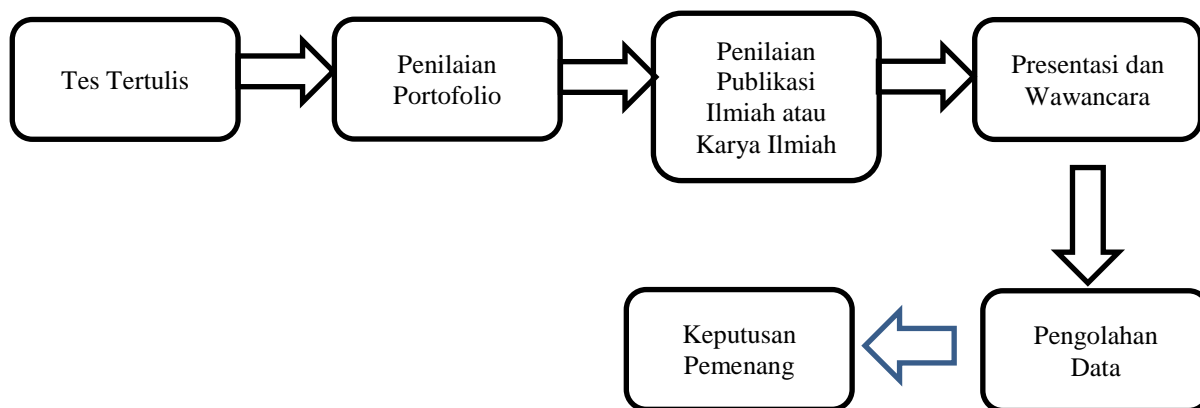 Tes Tertulis
Penilaian
Portofolio
Penilaian
Publikasi
Ilmiah atau
Karya Ilmiah
Presentasi dan
Wawancara
Pengolahan
Data
Keputusan
Pemenang